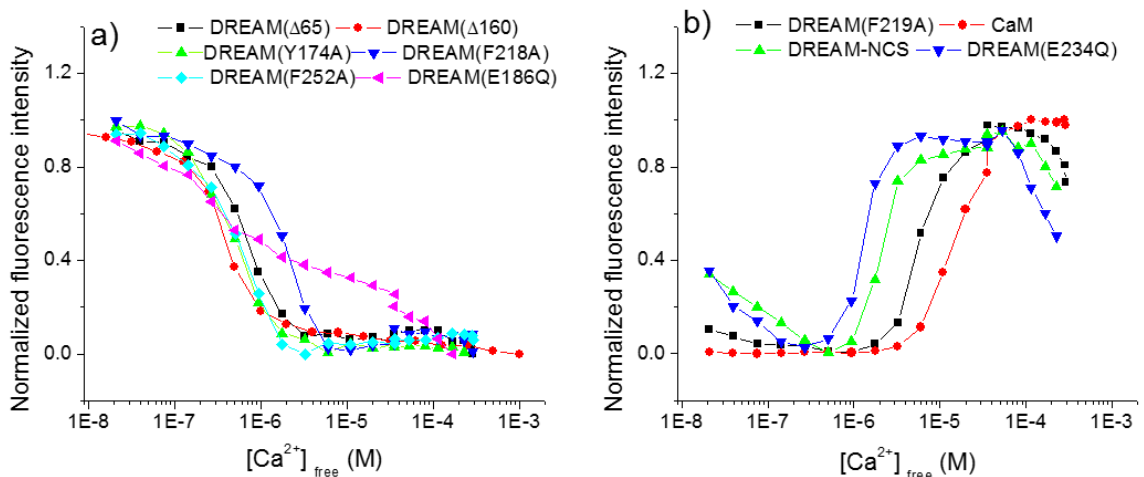 a)
DREAM(Δ65) DREAM(Δ160)
DREAM(Y174A) DREAM(F218A)
DREAM(F252A) DREAM(E186Q)
Normalized fluorescence intensity
1.2
0.8
0.4
0.0
1E-8 1E-7 1E-6 1E-5 1E-4 1E-3
[Ca2+] free (M)
b)
DREAM(F219A) CaM
DREAM-NCS DREAM(E234Q)
Normalized fluorescence intensity
1.2
0.8
0.4
0.0
1E-8 1E-7 1E-6 1E-5 1E-4 1E-3
[Ca2+] free (M)